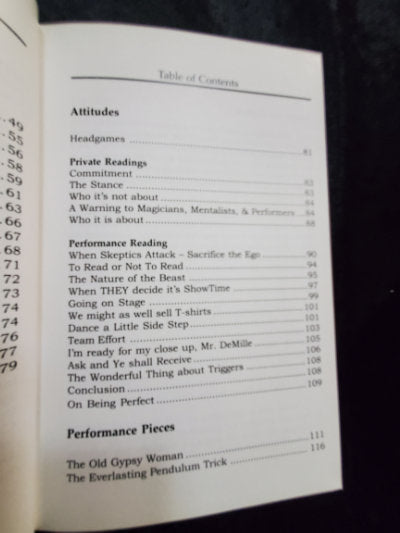 49
55
56
58
59
61
63
66
67
68
71
72
73
74
74
76
77
79
Table of Contents
Attitudes
Headgames 81
Private Readings
Commitment
The Stance 83
Who it's not about 84
A Warning to Magicians, Mentalists, & Performers 84
Who it is about 88
Performance Reading
When Skeptics Attack – Sacrifice the Ego 90
To Read or Not To Read 94
The Nature of the Beast 95
When THEY decide it's ShowTime 97
Going on Stage 99
We might as well sell T-shirts 101
Dance a Little Side Step 101
Team Effort 103
I'm ready for my close up, Mr. DeMille 105
Ask and Ye shall Receive 106
The Wonderful Thing about Triggers 108
Conclusion 108
On Being Perfect 109
Performance Pieces
The Old Gypsy Woman 111
The Everlasting Pendulum Trick 116